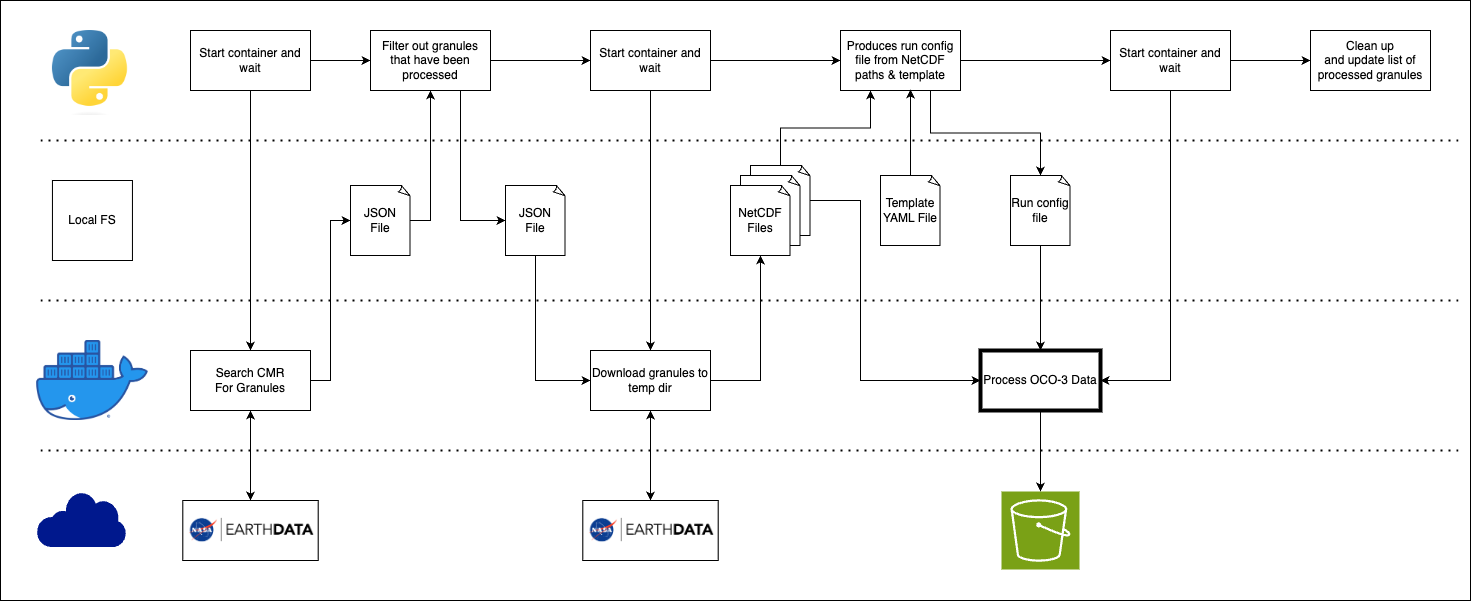 Start container and
wait
Filter out granules
that have been
processed
Start container and
wait
Produces run config
file from NetCDF
paths & template
Start container and
wait
Clean up
and update list of
processed granules
Local FS
JSON
File
JSON
File
NetCDF
Files
Template
YAML File
Run config
file
Search CMR
For Granules
Download granules to
temp dir
Process OCO-3 Data
NASA EARTHDATA
NASA EARTHDATA